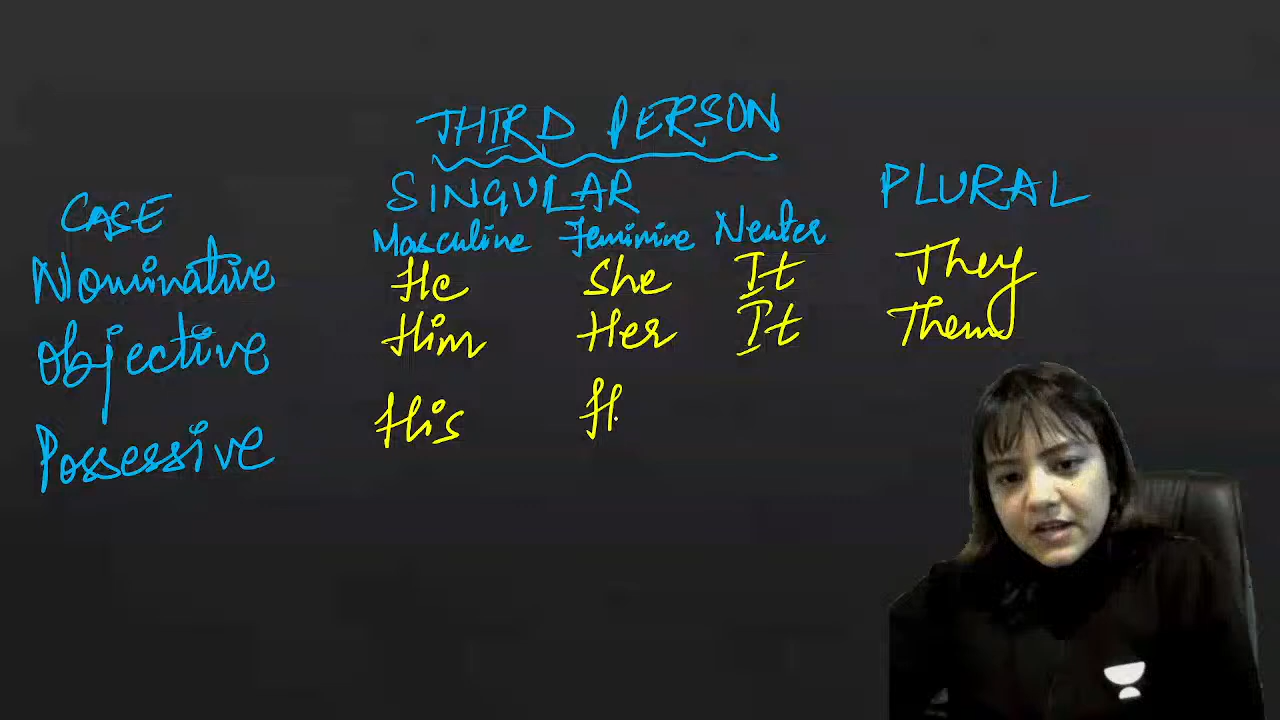 THIRD PERSON
CASE SINGULAR PLURAL
Masculine Feminine Neuter
Nominative He She It They
Objective Him Her It Them
Possessive His H